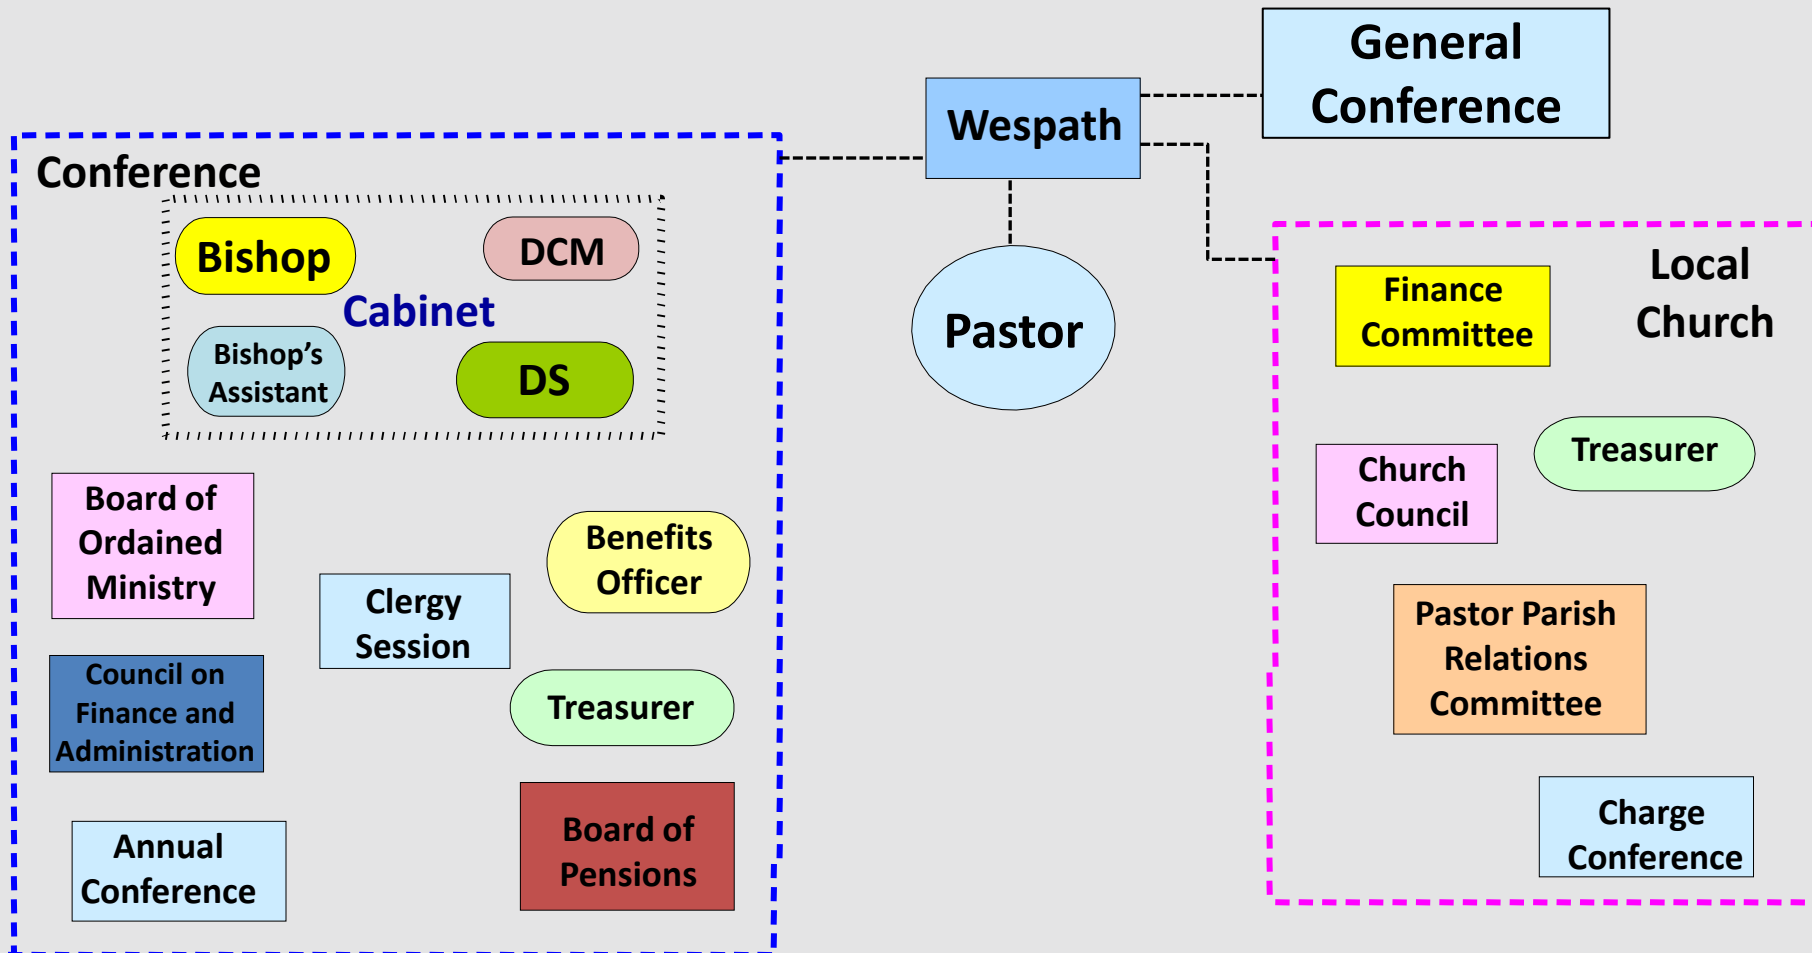 General
Conference
Wespath
Conference
Bishop
DCM
Cabinet
Bishop’s
Assistant
DS
Pastor
Local
Church
Finance
Committee
Treasurer
Church
Council
Board of
Ordained
Ministry
Benefits
Officer
Clergy
Session
Pastor Parish
Relations
Committee
Council on
Finance and
Administration
Treasurer
Annual
Conference
Board of
Pensions
Charge
Conference